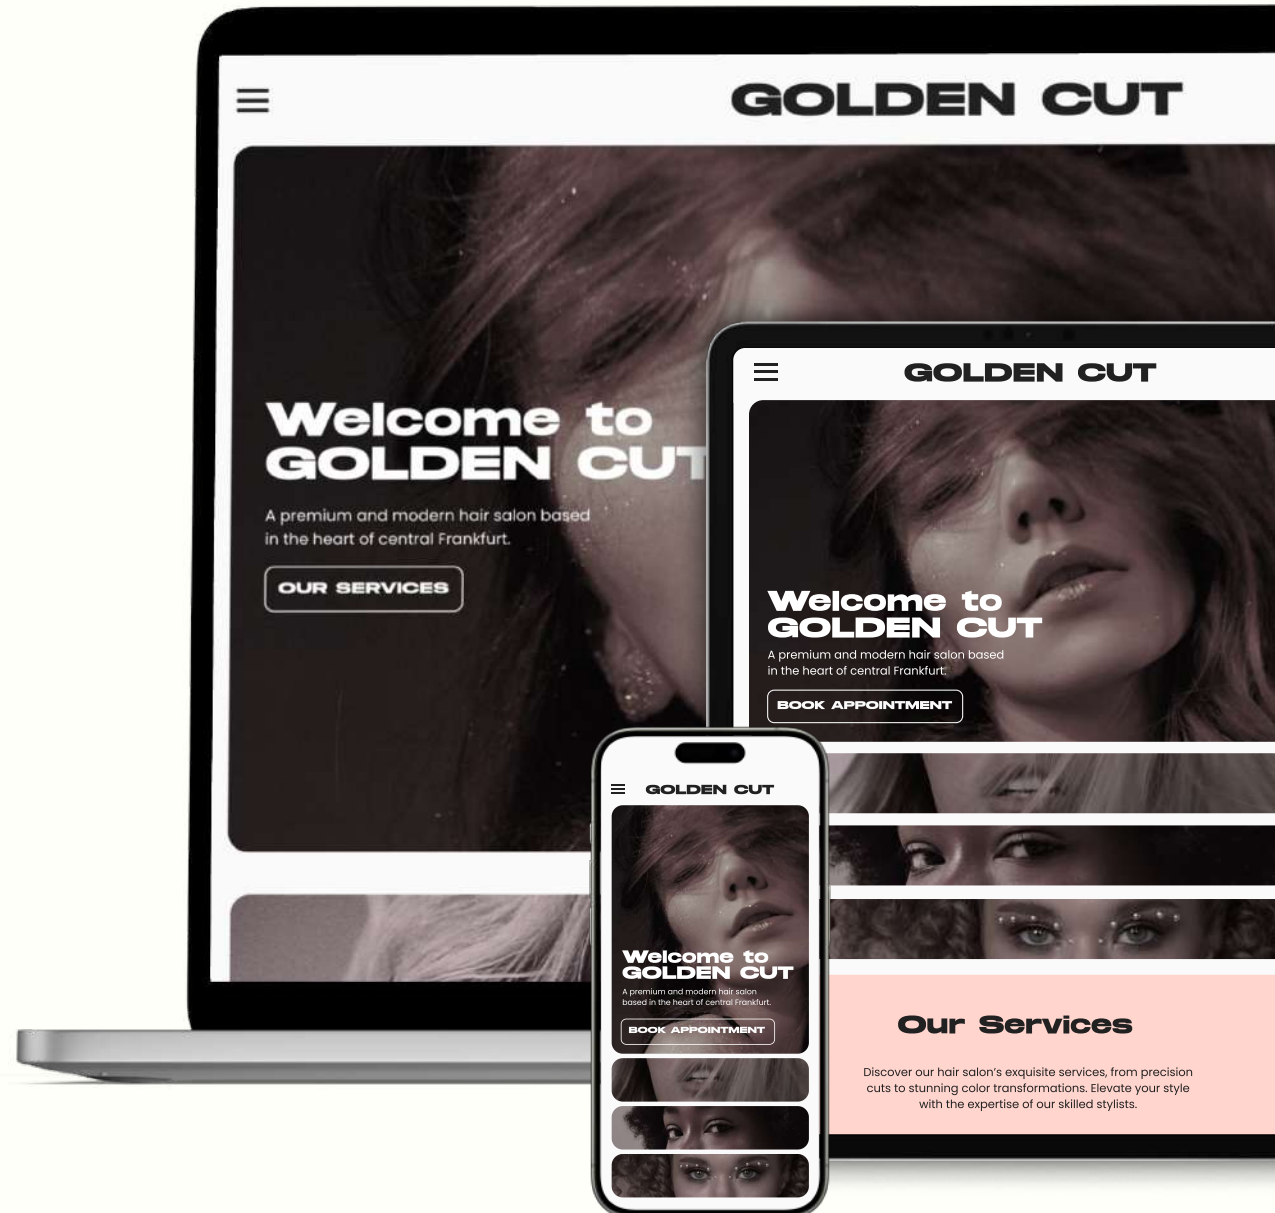 GOLDEN CUT
Welcome to
GOLDEN CUT
A premium and modern hair salon based
in the heart of central Frankfurt.
OUR SERVICES
GOLDEN CUT
Welcome to
GOLDEN CUT
A premium and modern hair salon based
in the heart of central Frankfurt.
BOOK APPOINTMENT
Our Services
Discover our hair salon’s exquisite services, from precision
cuts to stunning color transformations. Elevate your style
with the expertise of our skilled stylists.
GOLDEN CUT
Welcome to
GOLDEN CUT
A premium and modern hair salon
based in the heart of central Frankfurt.
BOOK APPOINTMENT